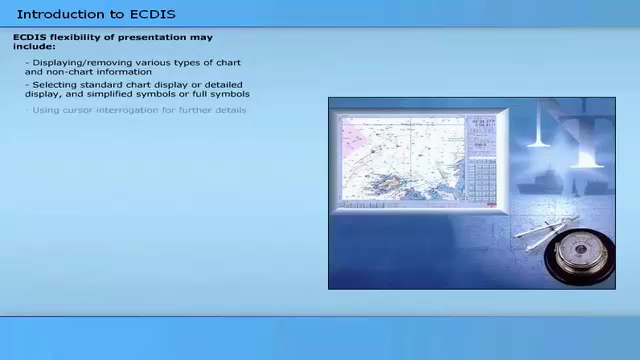 Introduction to ECDIS
ECDIS flexibility of presentation may
include:
- Displaying/removing various types of chart
and non-chart information
- Selecting standard chart display or detailed
display, and simplified symbols or full symbols
- Using cursor interrogation for further details